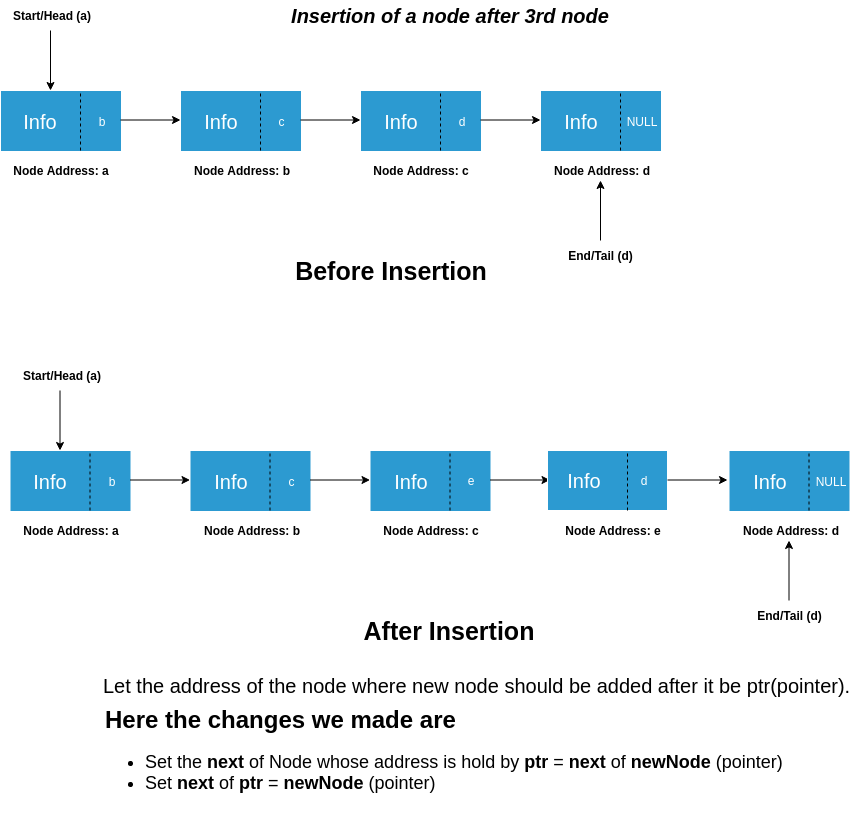 Start/Head (a)
Insertion of a node after 3rd node
Info b Info c Info d Info NULL
Node Address: a Node Address: b Node Address: c Node Address: d
End/Tail (d)
Before Insertion
Start/Head (a)
Info b Info c Info e Info d Info NULL
Node Address: a Node Address: b Node Address: c Node Address: e Node Address: d
End/Tail (d)
After Insertion
Let the address of the node where new node should be added after it be ptr(pointer).
Here the changes we made are
• Set the next of Node whose address is hold by ptr = next of newNode (pointer)
• Set next of ptr = newNode (pointer)